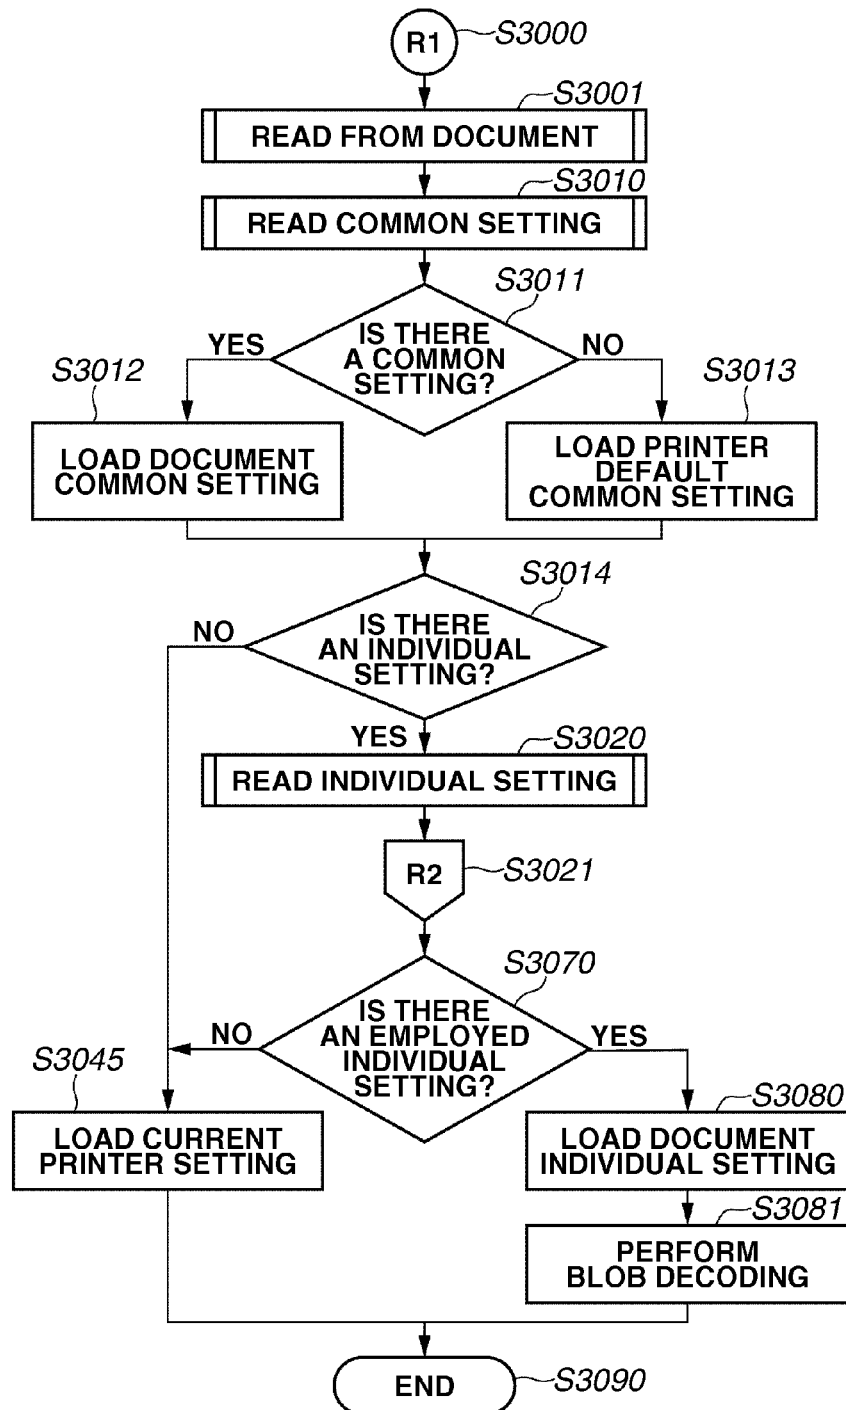 R1
S3000
S3001
READ FROM DOCUMENT
S3010
READ COMMON SETTING
S3011
IS THERE
A COMMON
SETTING?
YES
NO
S3012
S3013
LOAD DOCUMENT
COMMON SETTING
LOAD PRINTER
DEFAULT
COMMON SETTING
S3014
IS THERE
AN INDIVIDUAL
SETTING?
NO
YES
S3020
READ INDIVIDUAL SETTING
R2
S3021
S3070
IS THERE
AN EMPLOYED
INDIVIDUAL
SETTING?
NO
YES
S3045
LOAD CURRENT
PRINTER SETTING
S3080
LOAD DOCUMENT
INDIVIDUAL SETTING
S3081
PERFORM
BLOB DECODING
END
S3090